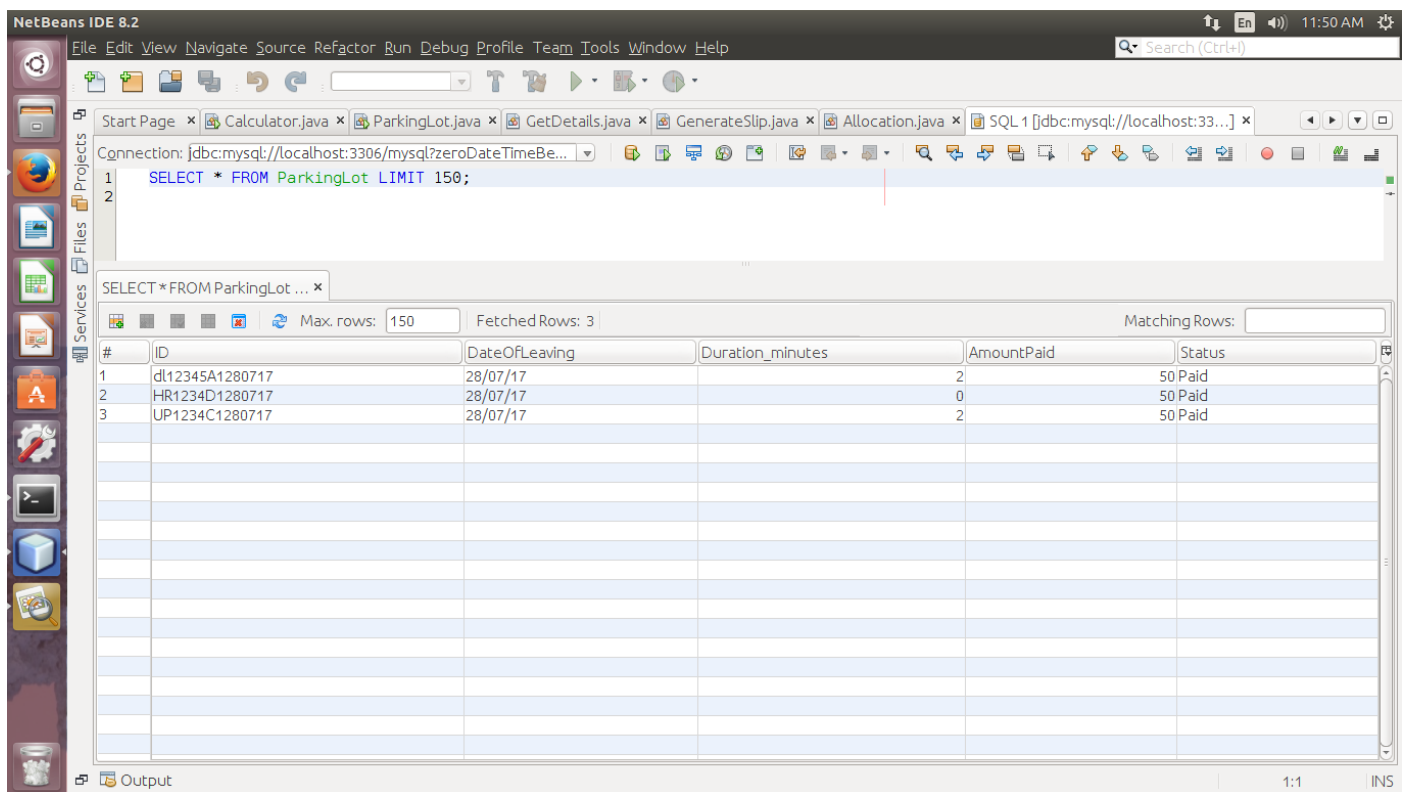 NetBeans IDE 8.2 En 11:50 AM
File Edit View Navigate Source Refactor Run Debug Profile Team Tools Window Help Search (Ctrl+I)
Start Page Calculator.java ParkingLot.java GetDetails.java GenerateSlip.java Allocation.java SQL 1 [jdbc:mysql://localhost:33...]
Connection: jdbc:mysql://localhost:3306/mysql?zeroDateTimeBe...
1 SELECT * FROM ParkingLot LIMIT 150;
2
Projects
Files
Services
SELECT * FROM ParkingLot ...
Max. rows: 150 Fetched Rows: 3 Matching Rows:
# ID DateOfLeaving Duration_minutes AmountPaid Status
1 dl12345A1280717 28/07/17 2 50 Paid
2 HR1234D1280717 28/07/17 0 50 Paid
3 UP1234C1280717 28/07/17 2 50 Paid
Output 1:1 INS